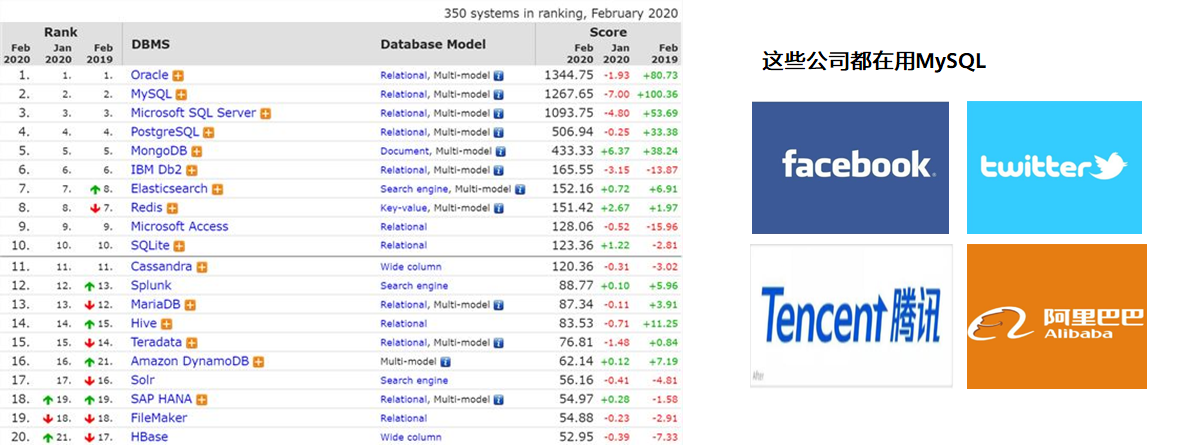 350 systems in ranking, February 2020
Rank Score
Feb 2020 Jan 2020 Feb 2019 DBMS Database Model Feb 2020 Jan 2020 Feb 2019
1. 1. 1. Oracle Relational, Multi-model 1344.75 -1.93 +80.73
2. 2. 2. MySQL Relational, Multi-model 1267.65 -7.00 +100.36
3. 3. 3. Microsoft SQL Server Relational, Multi-model 1093.75 -4.80 +53.69
4. 4. 4. PostgreSQL Relational, Multi-model 506.94 -0.25 +33.38
5. 5. 5. MongoDB Document, Multi-model 433.33 +6.37 +38.24
6. 6. 6. IBM Db2 Relational, Multi-model 165.55 -3.15 -13.87
7. 7. 8. Elasticsearch Search engine, Multi-model 152.16 +0.72 +6.91
8. 8. 7. Redis Key-value, Multi-model 151.42 +2.67 +1.97
9. 9. 9. Microsoft Access Relational 128.06 -0.52 -15.96
10. 10. 10. SQLite Relational 123.36 +1.22 -2.81
11. 11. 11. Cassandra Wide column 120.36 -0.31 -3.02
12. 12. 13. Splunk Search engine 88.77 +0.10 +5.96
13. 13. 12. MariaDB Relational, Multi-model 87.34 -0.11 +3.91
14. 14. 15. Hive Relational 83.53 -0.71 +11.25
15. 15. 14. Teradata Relational, Multi-model 76.81 -1.48 +0.84
16. 16. 21. Amazon DynamoDB Multi-model 62.14 +0.12 +7.19
17. 17. 16. Solr Search engine 56.16 -0.41 -4.81
18. 19. 19. SAP HANA Relational, Multi-model 54.97 +0.28 -1.58
19. 18. 18. FileMaker Relational 54.88 -0.23 -2.91
20. 21. 17. HBase Wide column 52.95 -0.39 -7.33
这些公司都在用MySQL
facebook
twitter
Tencent 腾讯
阿里巴巴
Alibaba